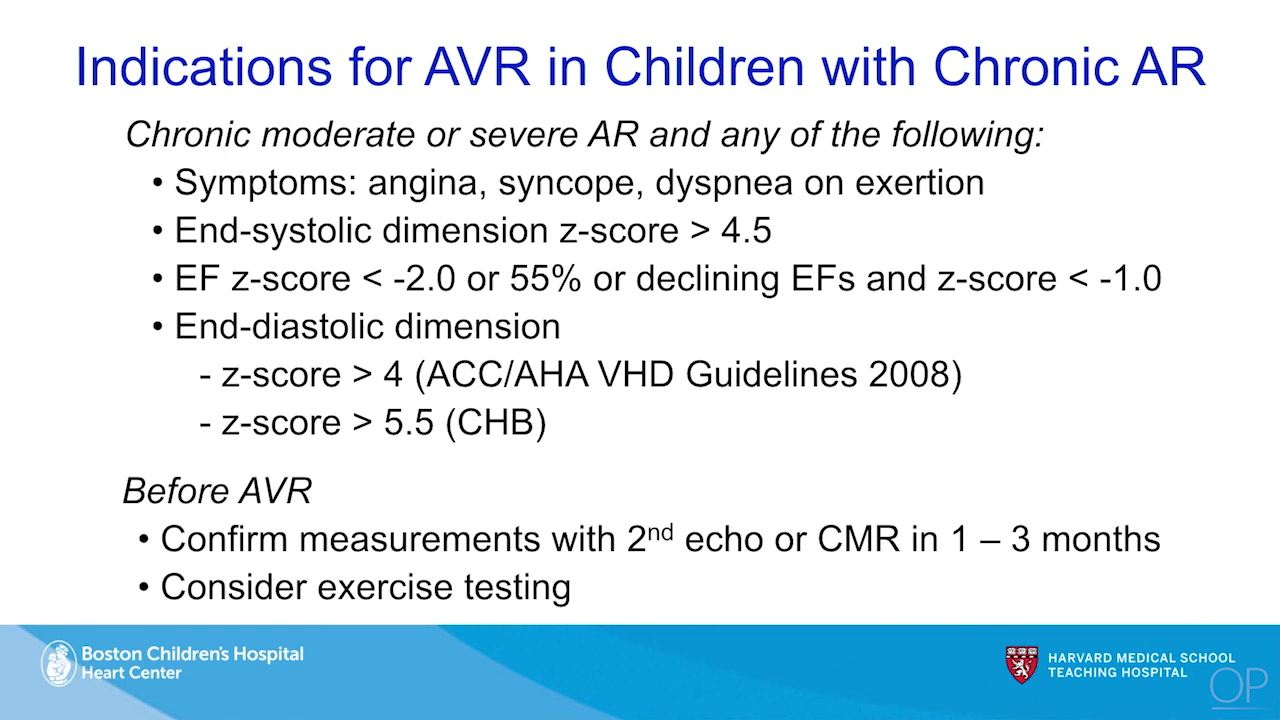 Indications for AVR in Children with Chronic AR
Chronic moderate or severe AR and any of the following:
• Symptoms: angina, syncope, dyspnea on exertion
• End-systolic dimension z-score > 4.5
• EF z-score < -2.0 or 55% or declining EFs and z-score < -1.0
• End-diastolic dimension
- z-score > 4 (ACC/AHA VHD Guidelines 2008)
- z-score > 5.5 (CHB)
Before AVR
• Confirm measurements with 2nd echo or CMR in 1 – 3 months
• Consider exercise testing
Boston Children's Hospital
Heart Center
HARVARD MEDICAL SCHOOL
TEACHING HOSPITAL
OP